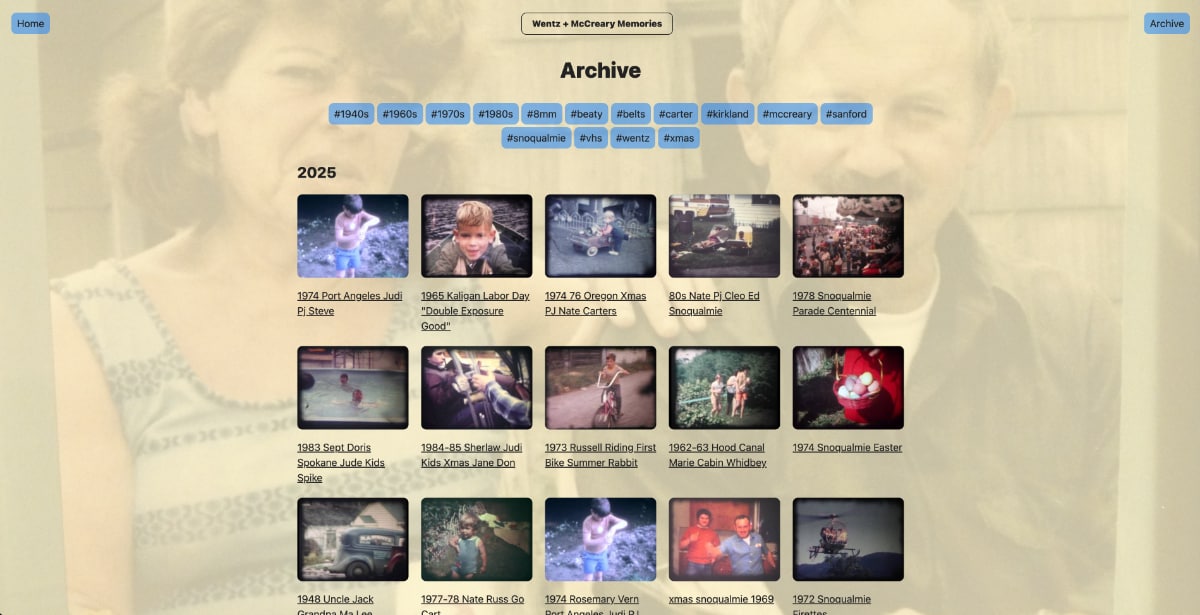 Home
Wentz + McCreary Memories
Archive
Archive
#1940s #1960s #1970s #1980s #8mm #beaty #belts #carter #kirkland #mccreary #sanford
#snoqualmie #vhs #wentz #xmas
2025
1974 Port Angeles Judi
Pj Steve
1965 Kaligan Labor Day
"Double Exposure
Good"
1974 76 Oregon Xmas
PJ Nate Carters
80s Nate Pj Cleo Ed
Snoqualmie
1978 Snoqualmie
Parade Centennial
1983 Sept Doris
Spokane Jude Kids
Spike
1984-85 Sherlaw Judi
Kids Xmas Jane Don
1973 Russell Riding First
Bike Summer Rabbit
1962-63 Hood Canal
Marie Cabin Whidbey
1974 Snoqualmie Easter
1948 Uncle Jack
Grandpa Ma Lee
1977-78 Nate Russ Go
Cart
1974 Rosemary Vern
Port Angeles Judi PJ
xmas snoqualmie 1969
1972 Snoqualmie
Firettes